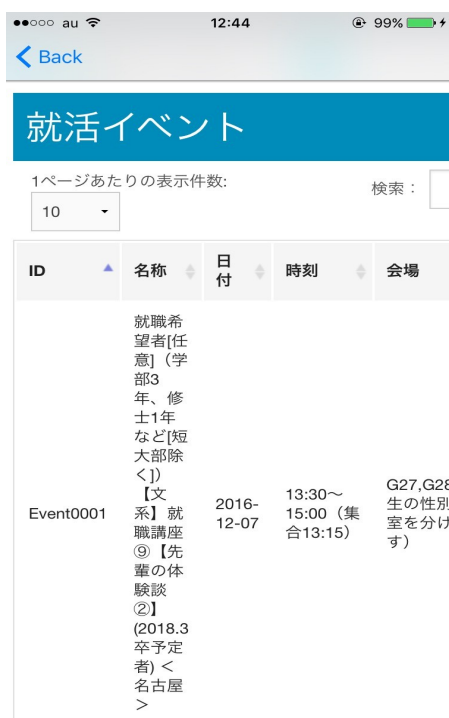 au 12:44 99%
Back
就活イベント
1ページあたりの表示件数:
検索：
10
ID 名称 日付 時刻 会場
Event0001
就職希
望者[任
意]（学
部3
年、修
士1年
など[短
大部除
く]）
【文
系】就
職講座
⑨【先
輩の体
験談
②】
(2018.3
卒予定
者)＜
名古屋
＞
2016-
12-07
13:30～
15:00（集
合13:15）
G27,G28
生の性別
室を分け
す）